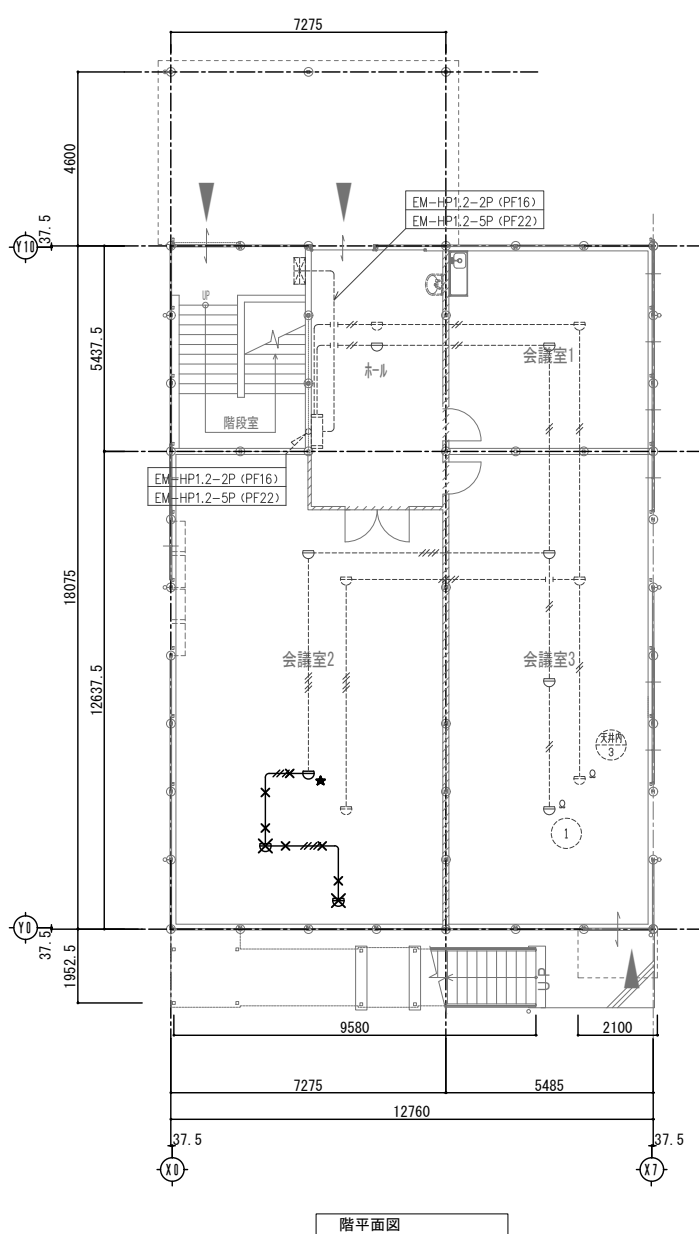 7275
4600
37.5
Y10
EM-HP1.2-2P (PF16)
EM-HP1.2-5P (PF22)
5437.5
UP
会議室1
ホール
階段室
EM-HP1.2-2P (PF16)
EM-HP1.2-5P (PF22)
18075
12637.5
会議室2
会議室3
天井内
3
Ω
Ω
1
Y0
37.5
1952.5
UP
9580
2100
7275
5485
12760
37.5
37.5
X0
X7
階平面図